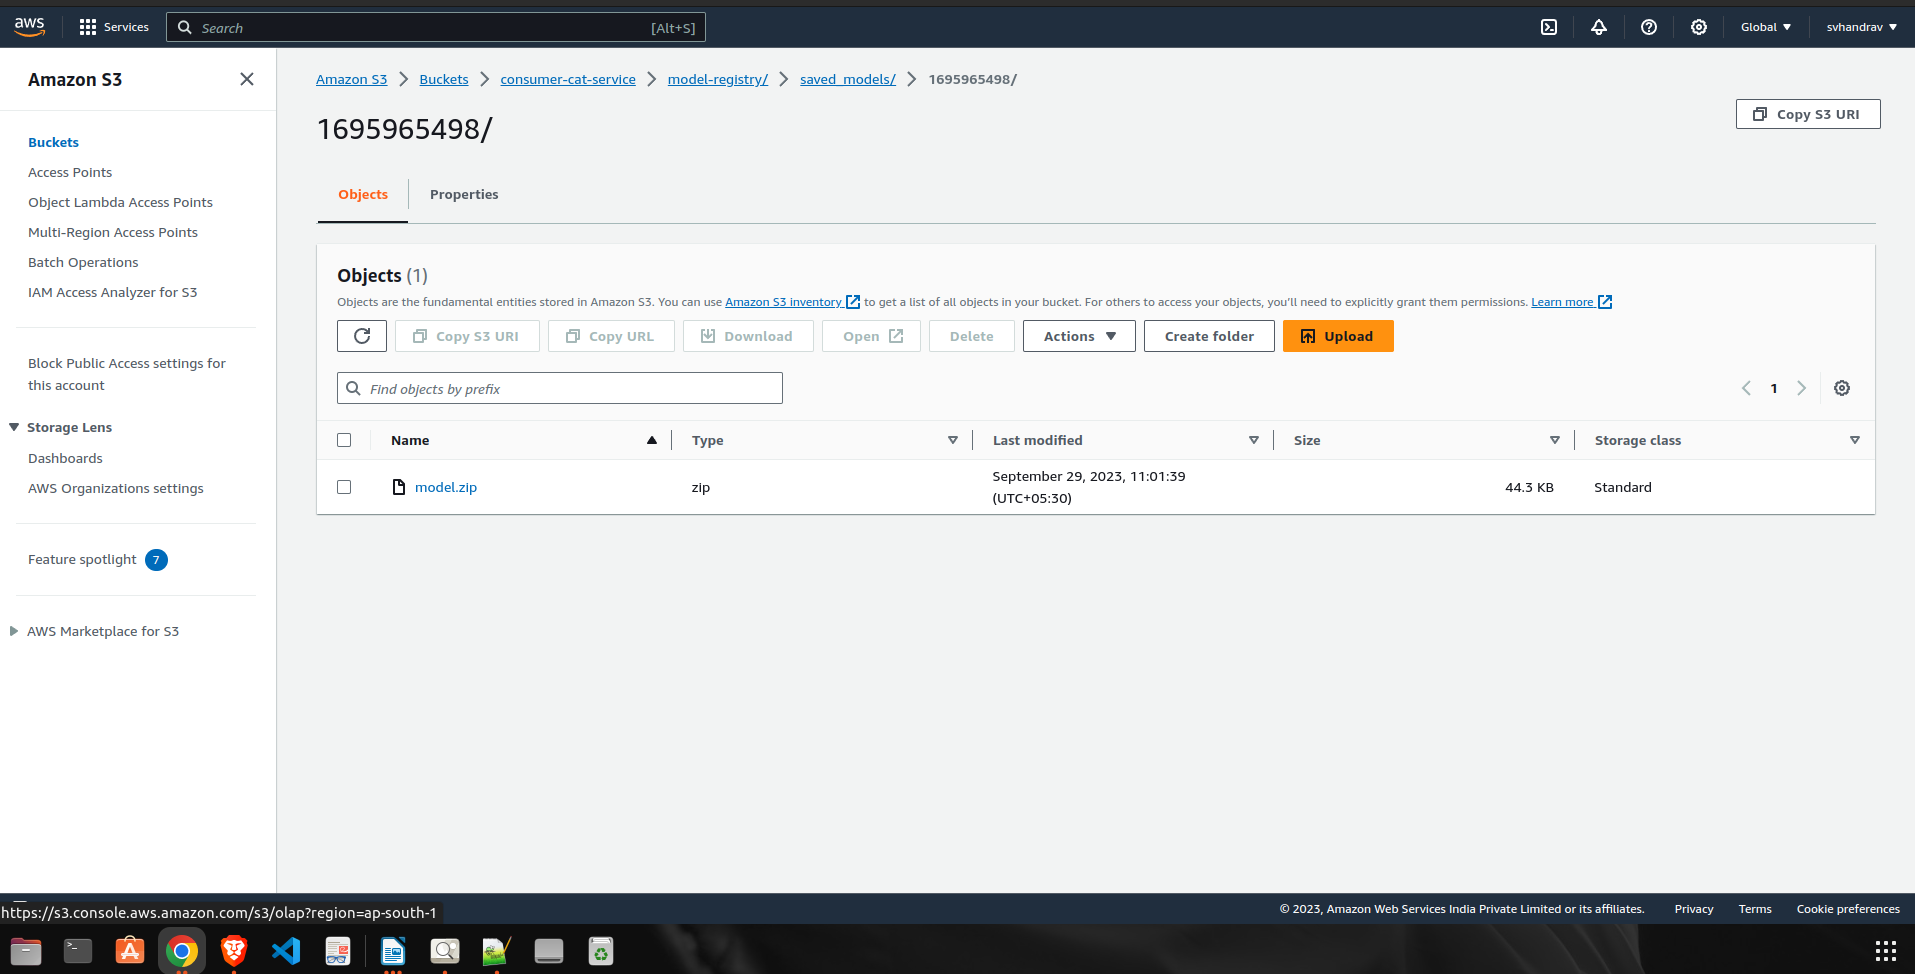 aws
Services
Search
[Alt+S]
Global
svhandrav
Amazon S3
Buckets
Access Points
Object Lambda Access Points
Multi-Region Access Points
Batch Operations
IAM Access Analyzer for S3
Block Public Access settings for
this account
Storage Lens
Dashboards
AWS Organizations settings
Feature spotlight 7
AWS Marketplace for S3
Amazon S3 > Buckets > consumer-cat-service > model-registry/ > saved_models/ > 1695965498/
1695965498/
Copy S3 URI
Objects
Properties
Objects (1)
Objects are the fundamental entities stored in Amazon S3. You can use Amazon S3 inventory to get a list of all objects in your bucket. For others to access your objects, you'll need to explicitly grant them permissions. Learn more
Copy S3 URI
Copy URL
Download
Open
Delete
Actions
Create folder
Upload
Find objects by prefix
1
Name
Type
Last modified
Size
Storage class
model.zip
zip
September 29, 2023, 11:01:39
(UTC+05:30)
44.3 KB
Standard
https://s3.console.aws.amazon.com/s3/olap?region=ap-south-1
© 2023, Amazon Web Services India Private Limited or its affiliates.
Privacy
Terms
Cookie preferences